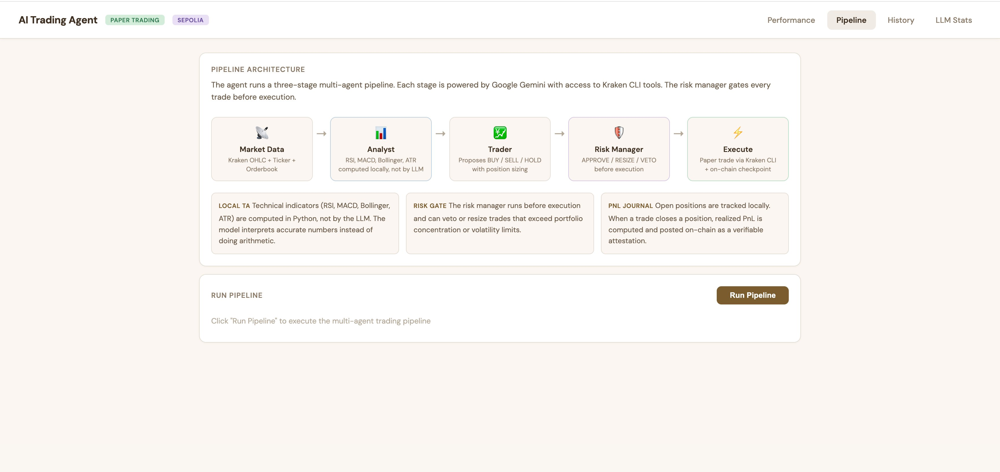 AI Trading Agent PAPER TRADING SEPOLIA Performance Pipeline History LLM Stats
PIPELINE ARCHITECTURE
The agent runs a three-stage multi-agent pipeline. Each stage is powered by Google Gemini with access to Kraken CLI tools. The risk manager gates every
trade before execution.
Market Data
Kraken OHLC + Ticker +
Orderbook
Analyst
RSI, MACD, Bollinger, ATR
computed locally, not by LLM
Trader
Proposes BUY / SELL / HOLD
with position sizing
Risk Manager
APPROVE / RESIZE / VETO
before execution
Execute
Paper trade via Kraken CLI
+ on-chain checkpoint
LOCAL TA Technical indicators (RSI, MACD, Bollinger,
ATR) are computed in Python, not by the LLM. The
model interprets accurate numbers instead of
doing arithmetic.
RISK GATE The risk manager runs before execution
and can veto or resize trades that exceed portfolio
concentration or volatility limits.
PNL JOURNAL Open positions are tracked locally.
When a trade closes a position, realized PnL is
computed and posted on-chain as a verifiable
attestation.
RUN PIPELINE
Run Pipeline
Click "Run Pipeline" to execute the multi-agent trading pipeline